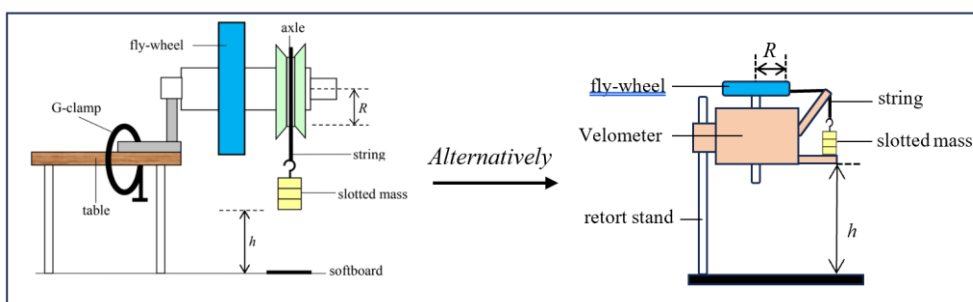 axle
fly-wheel
G-clamp
R
string
slotted mass
table
h
softboard
Alternatively
R
fly-wheel
string
Velometer
slotted mass
retort stand
h